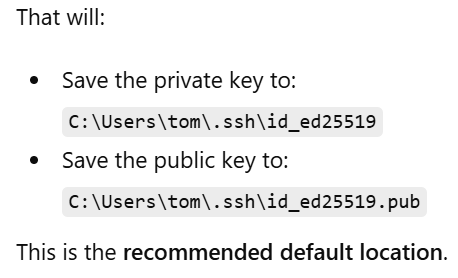 That will:
• Save the private key to:
C:\Users\tom\.ssh\id_ed25519
• Save the public key to:
C:\Users\tom\.ssh\id_ed25519.pub
This is the recommended default location.